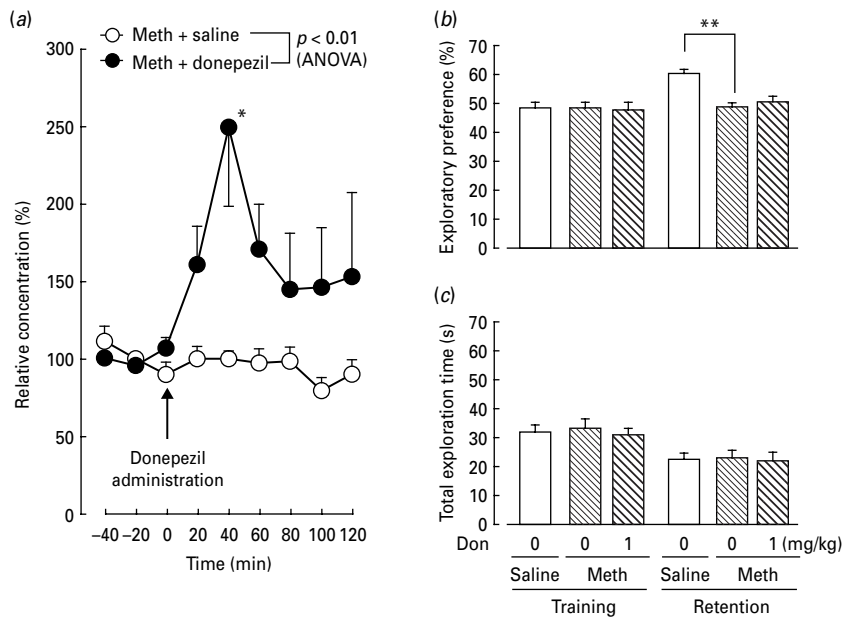 (a)
Meth + saline
Meth + donepezil
p < 0.01
(ANOVA)
300
250
200
150
100
50
0
Relative concentration (%)
*
Donepezil
administration
–40 –20 0 20 40 60 80 100 120
Time (min)
(b)
**
70
60
50
40
30
20
10
0
Exploratory preference (%)
(c)
70
60
50
40
30
20
10
0
Total exploration time (s)
Don 0 0 1 0 0 1 (mg/kg)
Saline Meth Saline Meth
Training Retention